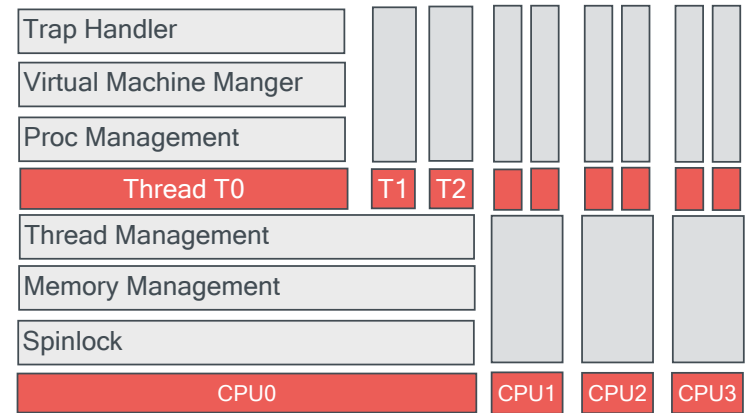 Trap Handler
Virtual Machine Manger
Proc Management
Thread T0 T1 T2
Thread Management
Memory Management
Spinlock
CPU0 CPU1 CPU2 CPU3